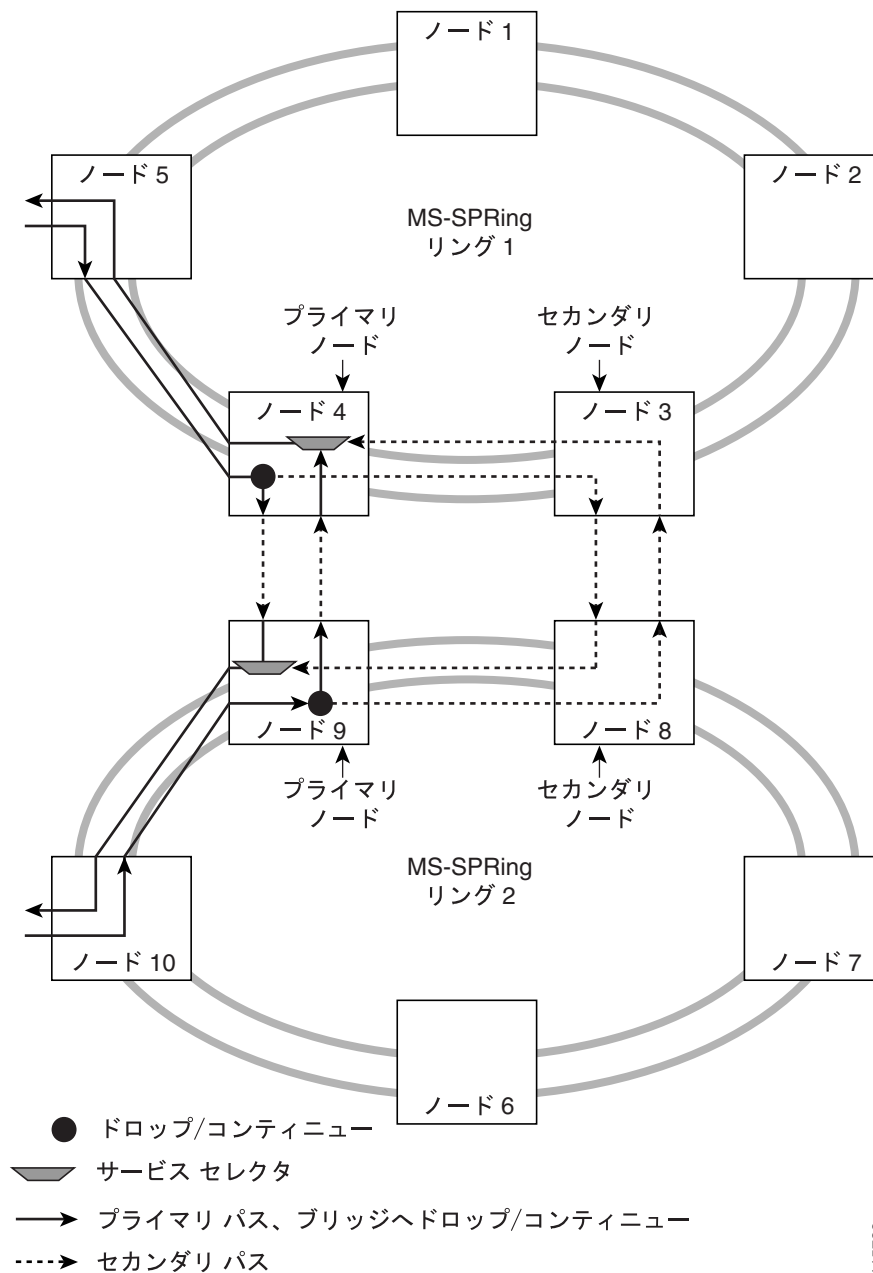 ノード 1
ノード 5
ノード 2
MS-SPRing
リング 1
プライマリ
ノード
セカンダリ
ノード
ノード 4
ノード 3
ノード 9
ノード 8
プライマリ
ノード
セカンダリ
ノード
MS-SPRing
リング 2
ノード 10
ノード 7
ノード 6
ドロップ/コンティニュー
サービス セレクタ
プライマリ パス、ブリッジへドロップ/コンティニュー
セカンダリ パス